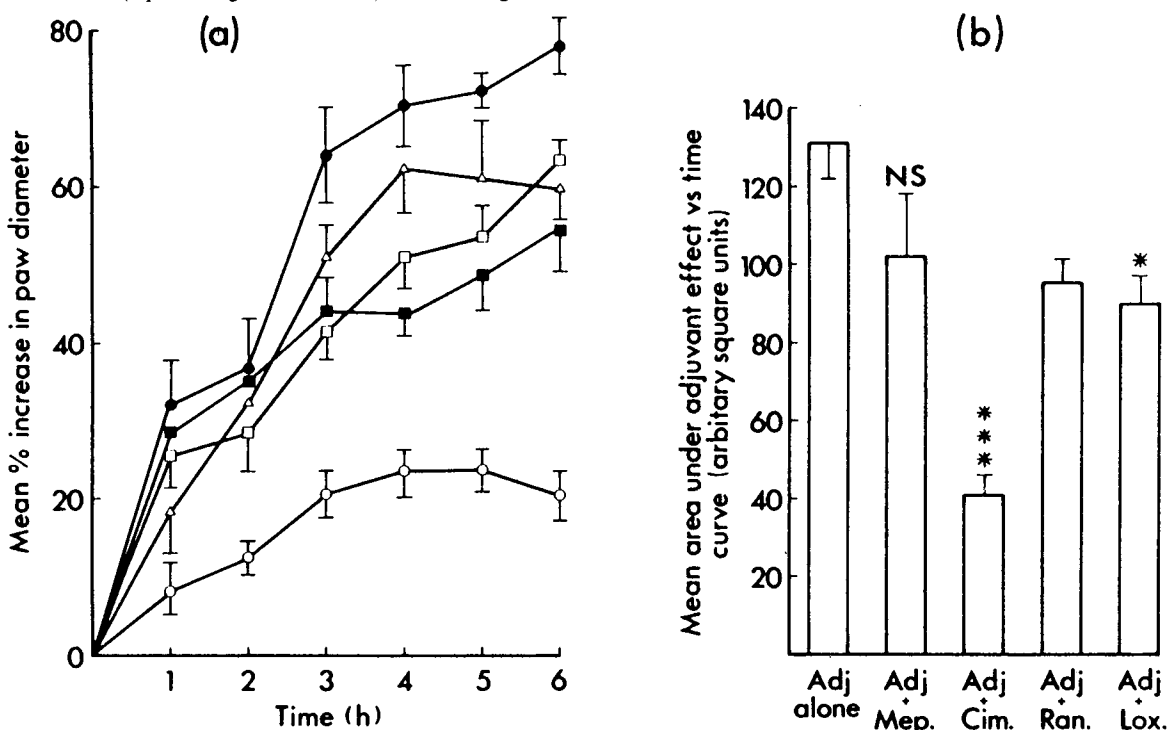 (a)
Mean % increase in paw diameter
80
60
40
20
0
1 2 3 4 5 6
Time (h)
(b)
Mean area under adjuvant effect vs time
curve (arbitary square units)
140
120
100
80
60
40
20
NS
***
*
Adj alone
Adj + Mep.
Adj + Cim.
Adj + Ran.
Adj + Lox.